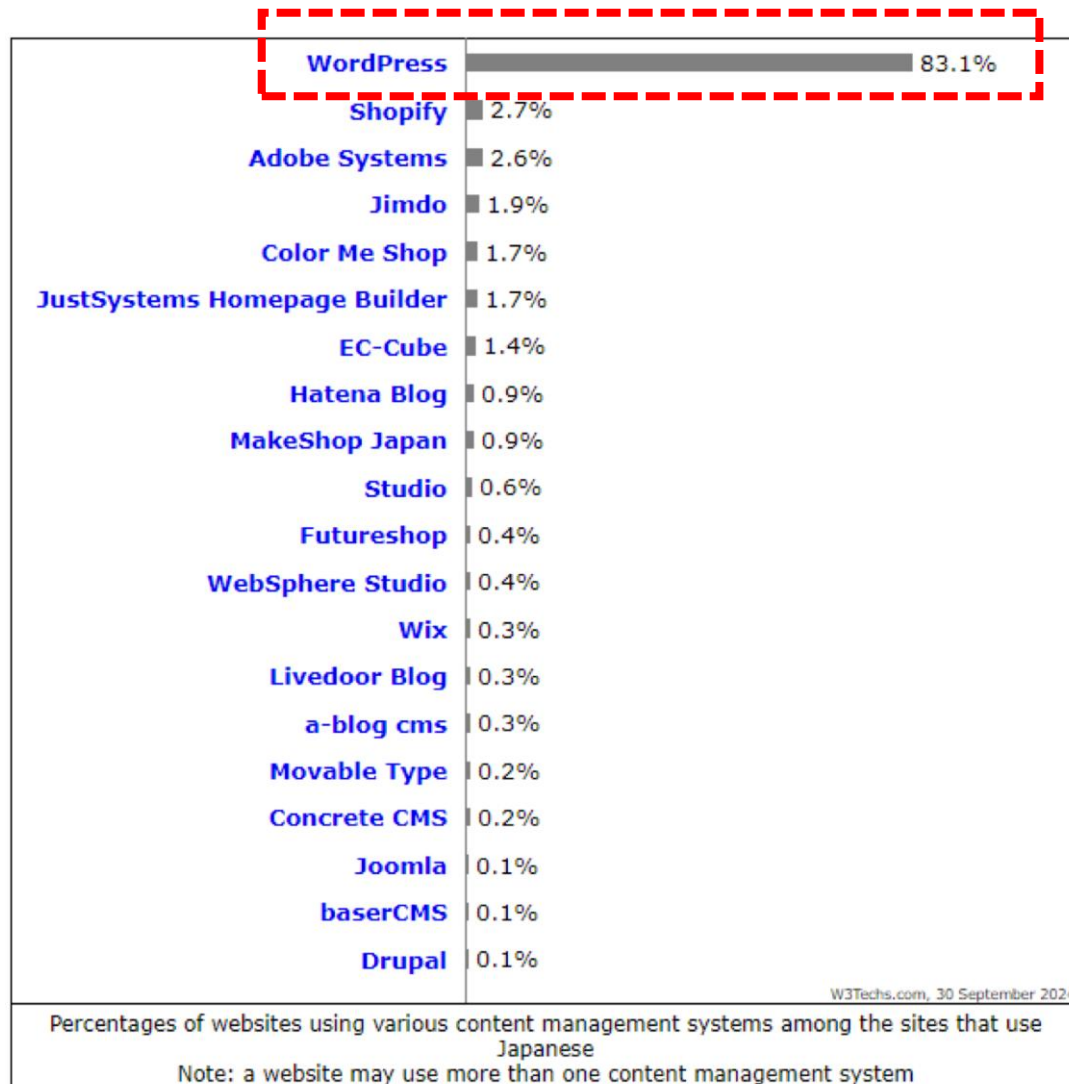 WordPress 83.1%
Shopify 2.7%
Adobe Systems 2.6%
Jimdo 1.9%
Color Me Shop 1.7%
JustSystems Homepage Builder 1.7%
EC-Cube 1.4%
Hatena Blog 0.9%
MakeShop Japan 0.9%
Studio 0.6%
Futureshop 0.4%
WebSphere Studio 0.4%
Wix 0.3%
Livedoor Blog 0.3%
a-blog cms 0.3%
Movable Type 0.2%
Concrete CMS 0.2%
Joomla 0.1%
baserCMS 0.1%
Drupal 0.1%
W3Techs.com, 30 September 2024
Percentages of websites using various content management systems among the sites that use
Japanese
Note: a website may use more than one content management system